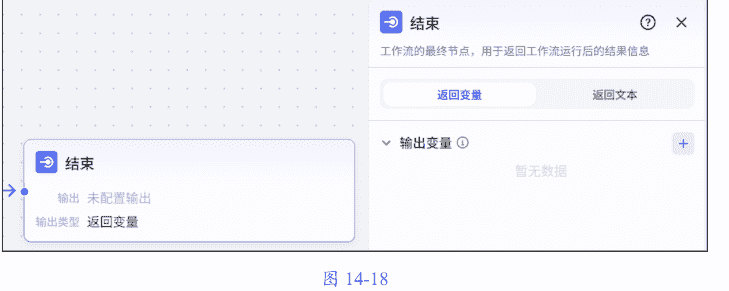 结束
输出 未配置输出
输出类型 返回变量
结束
工作流的最终节点，用于返回工作流运行后的结果信息
返回变量 返回文本
输出变量
暂无数据
图 14-18